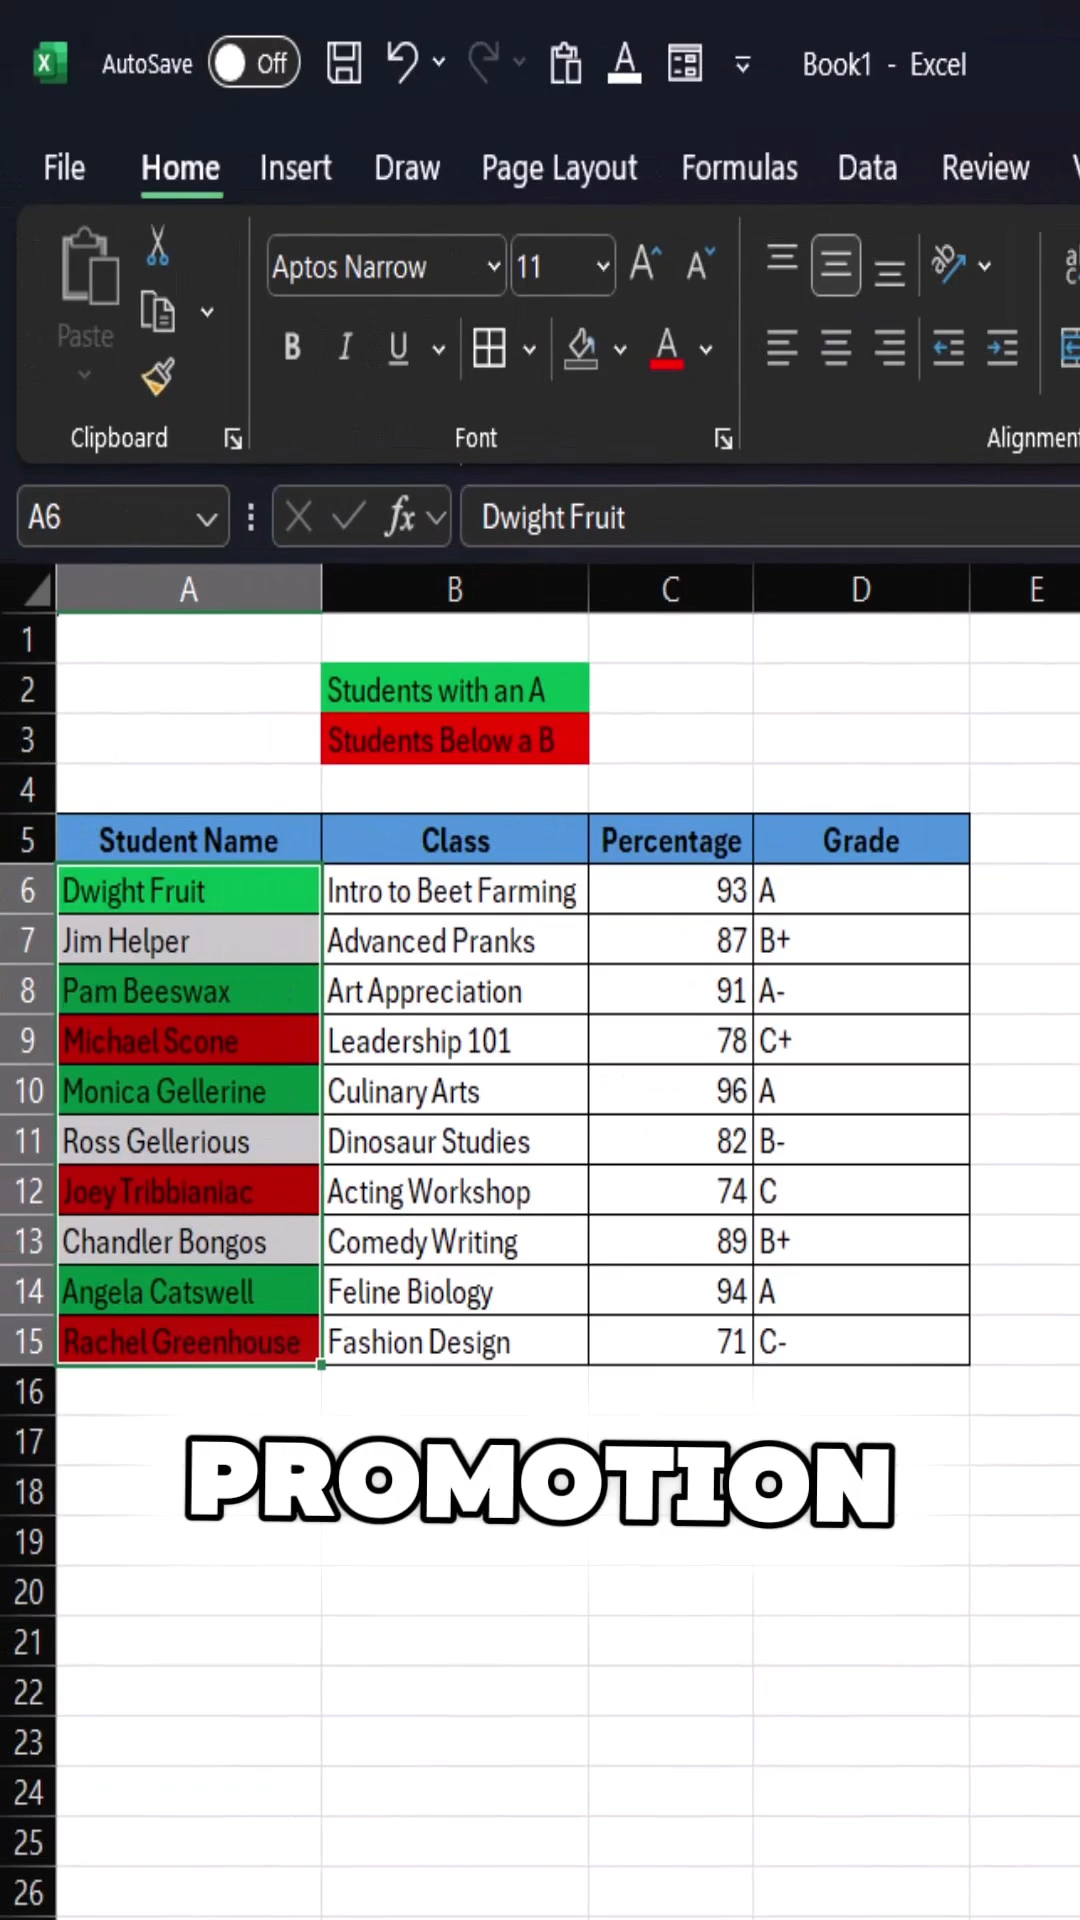 AutoSave Off Book1 - Excel
File Home Insert Draw Page Layout Formulas Data Review
Aptos Narrow 11
Paste
B I U
Clipboard Font Alignment
A6 fx Dwight Fruit
A B C D E
1
2 Students with an A
3 Students Below a B
4
5 Student Name Class Percentage Grade
6 Dwight Fruit Intro to Beet Farming 93 A
7 Jim Helper Advanced Pranks 87 B+
8 Pam Beeswax Art Appreciation 91 A-
9 Michael Scone Leadership 101 78 C+
10 Monica Gellerine Culinary Arts 96 A
11 Ross Gellerious Dinosaur Studies 82 B-
12 Joey Tribbianiac Acting Workshop 74 C
13 Chandler Bongos Comedy Writing 89 B+
14 Angela Catswell Feline Biology 94 A
15 Rachel Greenhouse Fashion Design 71 C-
16
17
PROMOTION
18
19
20
21
22
23
24
25
26